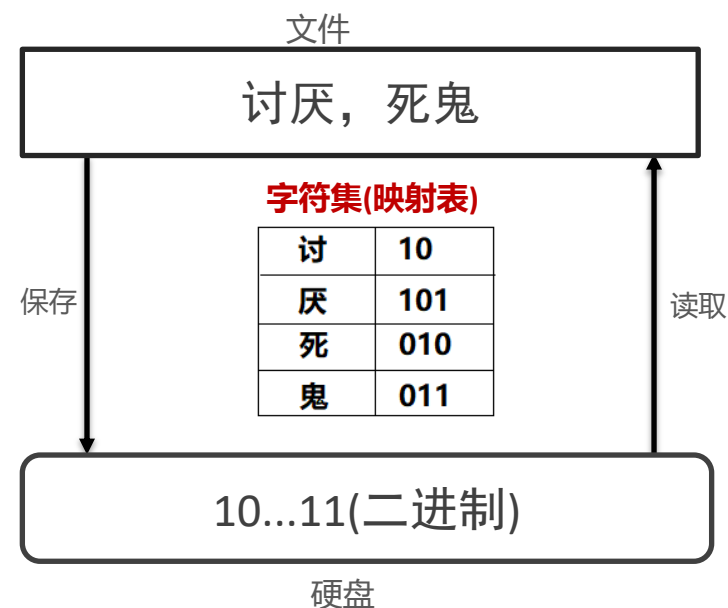 文件
讨厌，死鬼
字符集(映射表)
讨 10
厌 101
死 010
鬼 011
保存
读取
10...11(二进制)
硬盘